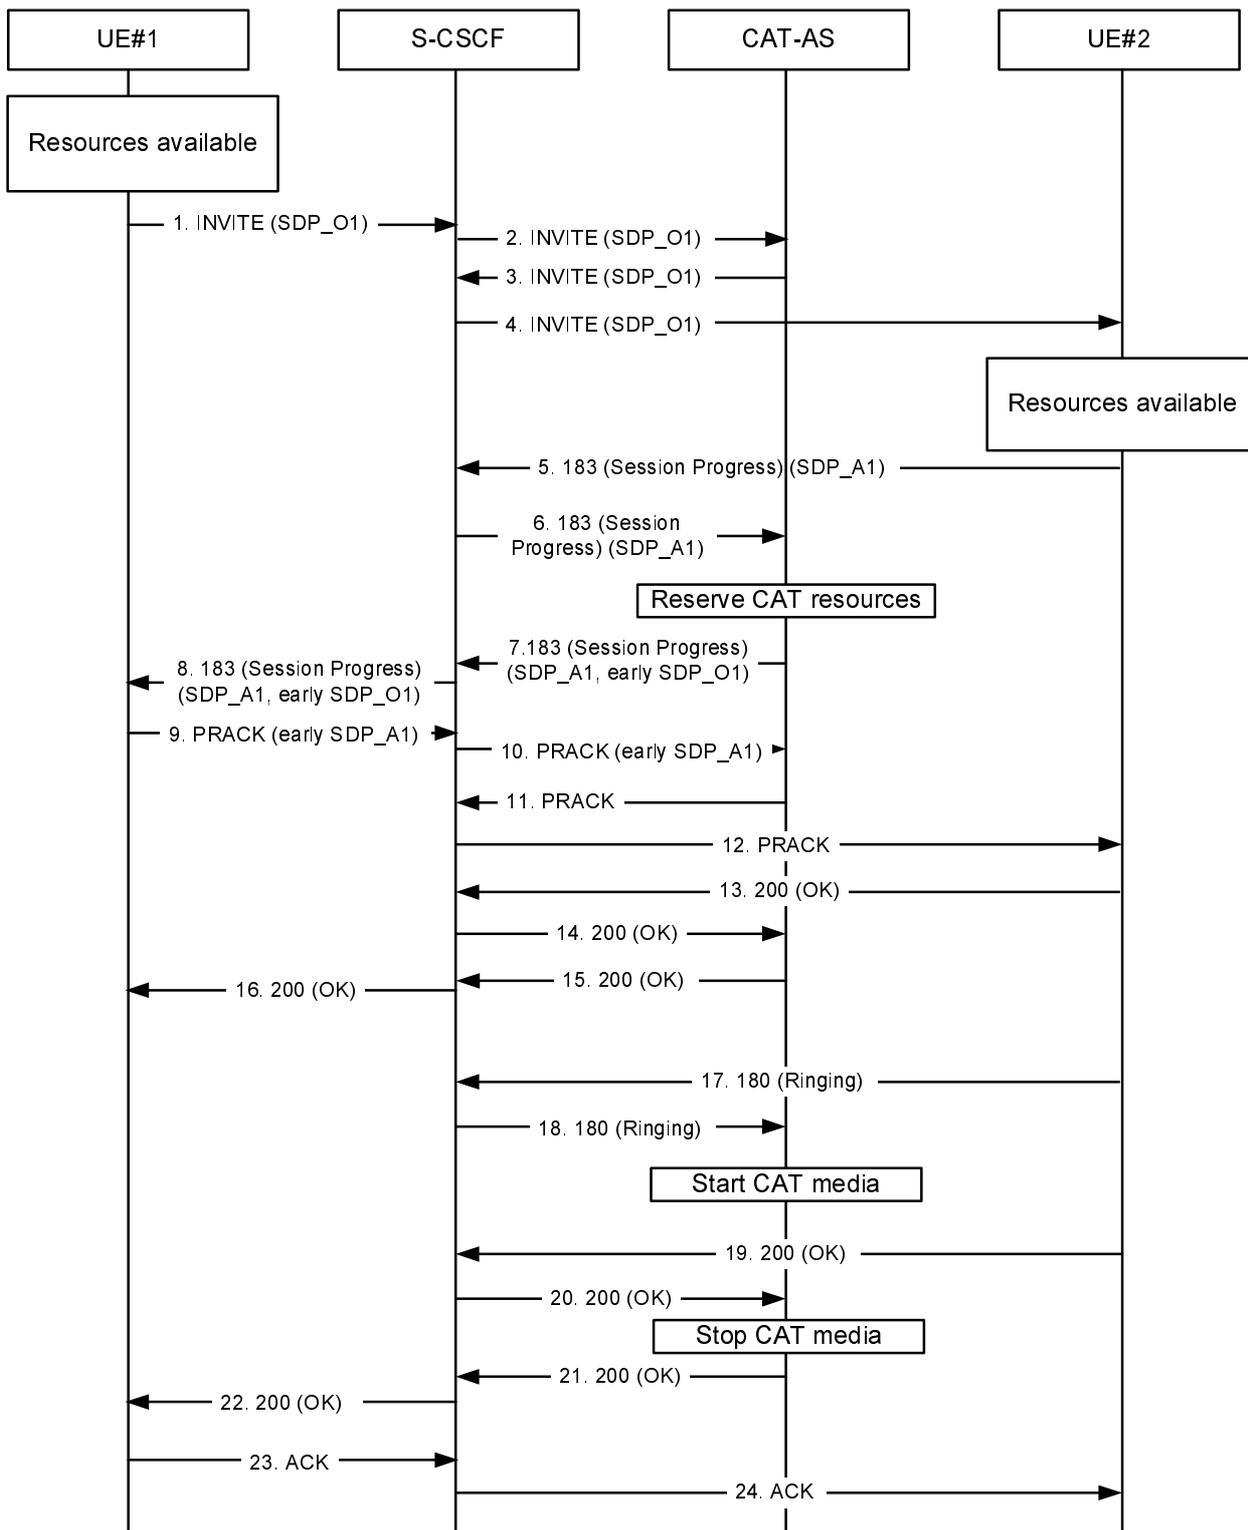 UE#1
S-CSCF
CAT-AS
UE#2
Resources available
1. INVITE (SDP_O1)
2. INVITE (SDP_O1)
3. INVITE (SDP_O1)
4. INVITE (SDP_O1)
Resources available
5. 183 (Session Progress) (SDP_A1)
6. 183 (Session
Progress) (SDP_A1)
Reserve CAT resources
7.183 (Session Progress)
(SDP_A1, early SDP_O1)
8. 183 (Session Progress)
(SDP_A1, early SDP_O1)
9. PRACK (early SDP_A1)
10. PRACK (early SDP_A1)
11. PRACK
12. PRACK
13. 200 (OK)
14. 200 (OK)
15. 200 (OK)
16. 200 (OK)
17. 180 (Ringing)
18. 180 (Ringing)
Start CAT media
19. 200 (OK)
20. 200 (OK)
Stop CAT media
21. 200 (OK)
22. 200 (OK)
23. ACK
24. ACK